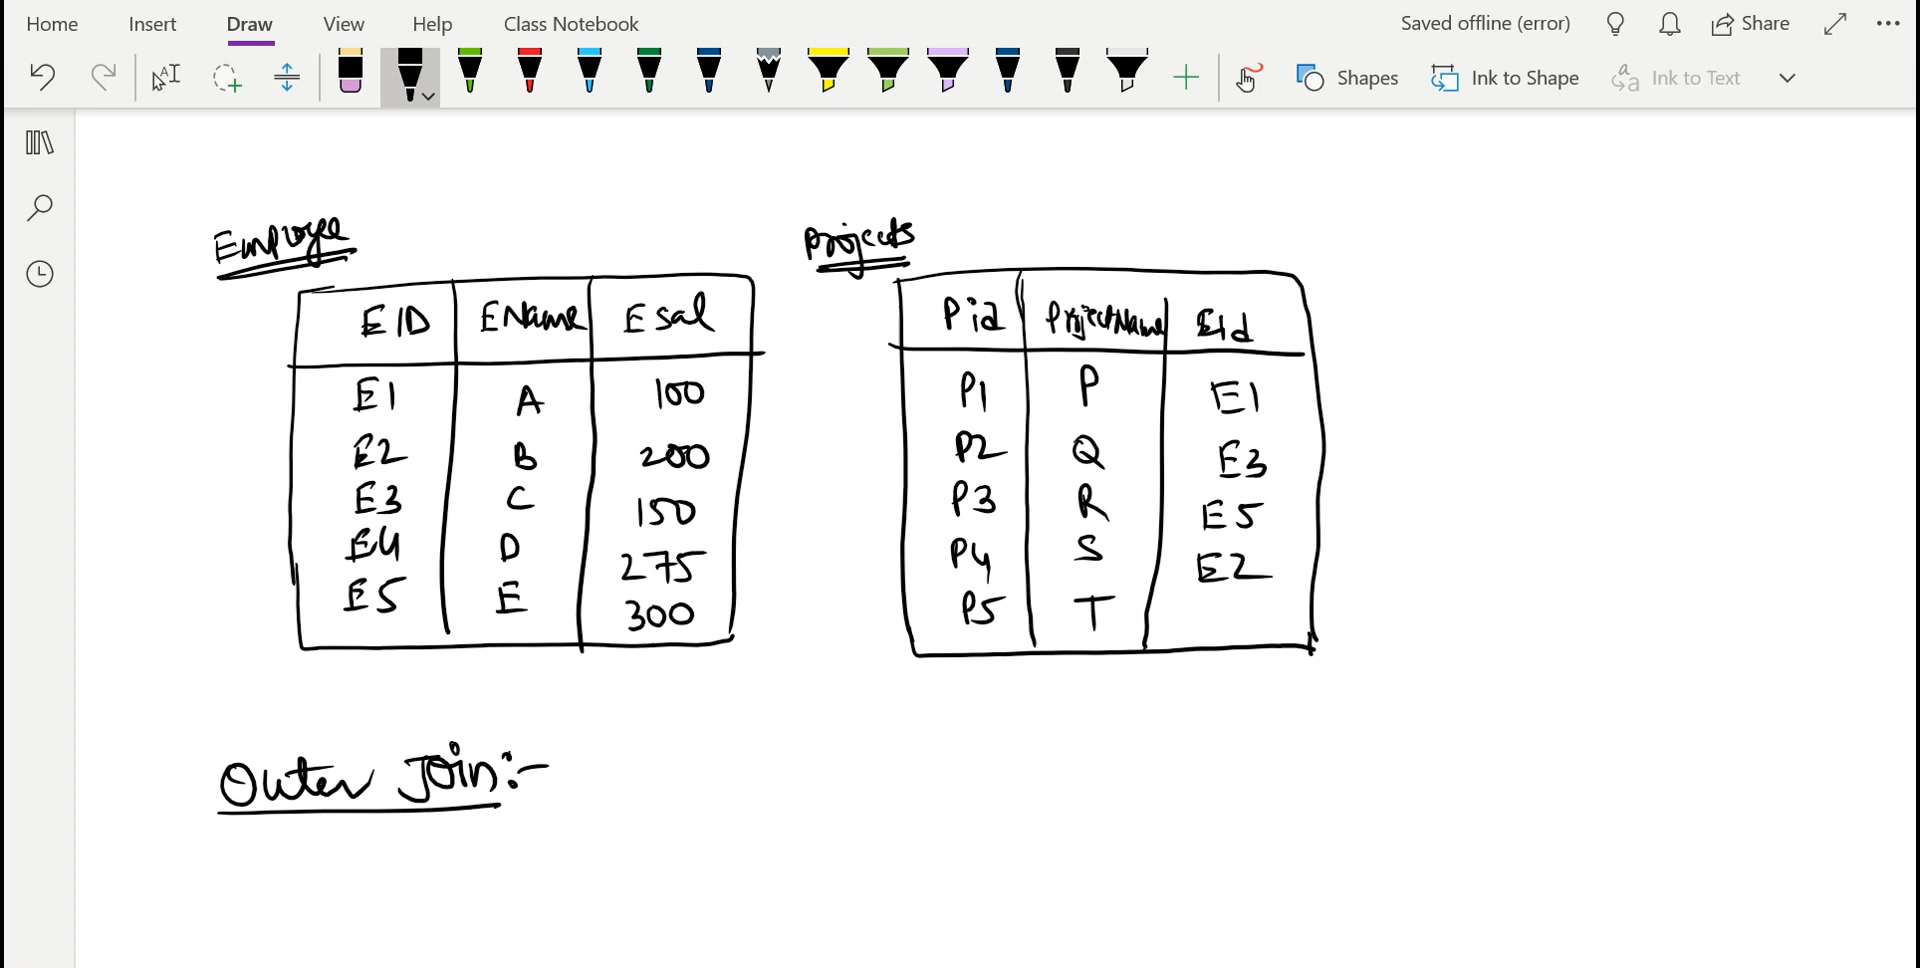 Home Insert Draw View Help Class Notebook Saved offline (error) Share
Shapes Ink to Shape Ink to Text
Employee
EID EName Esal
E1 A 100
E2 B 200
E3 C 150
E4 D 275
E5 E 300
Projects
Pid ProjectName Eid
P1 P E1
P2 Q E3
P3 R E5
P4 S E2
P5 T
Outer Join:-